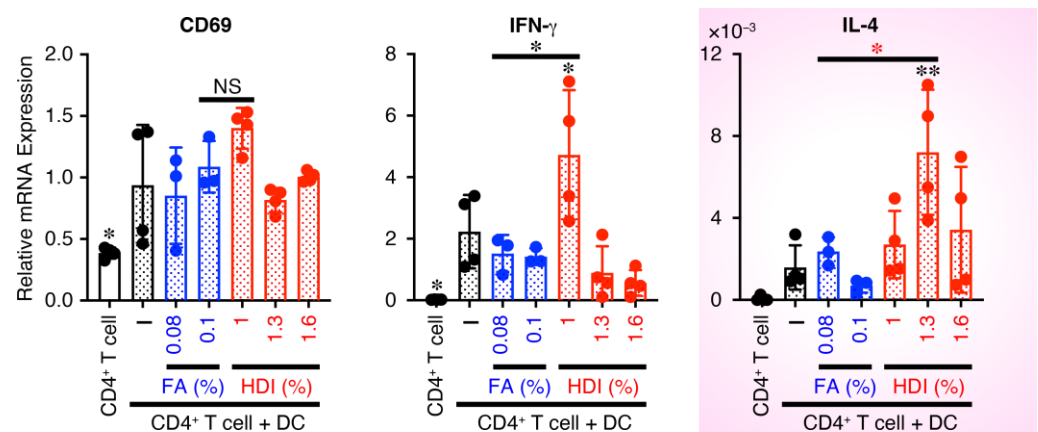 CD69
Relative mRNA Expression
2.0
1.5
1.0
0.5
0.0
*
NS
CD4⁺ T cell
–
0.08
0.1
1
1.3
1.6
FA (%)
HDI (%)
CD4⁺ T cell + DC
IFN-γ
8
6
4
2
0
*
*
*
CD4⁺ T cell
–
0.08
0.1
1
1.3
1.6
FA (%)
HDI (%)
CD4⁺ T cell + DC
IL-4
×10⁻³
12
8
4
0
*
**
CD4⁺ T cell
–
0.08
0.1
1
1.3
1.6
FA (%)
HDI (%)
CD4⁺ T cell + DC